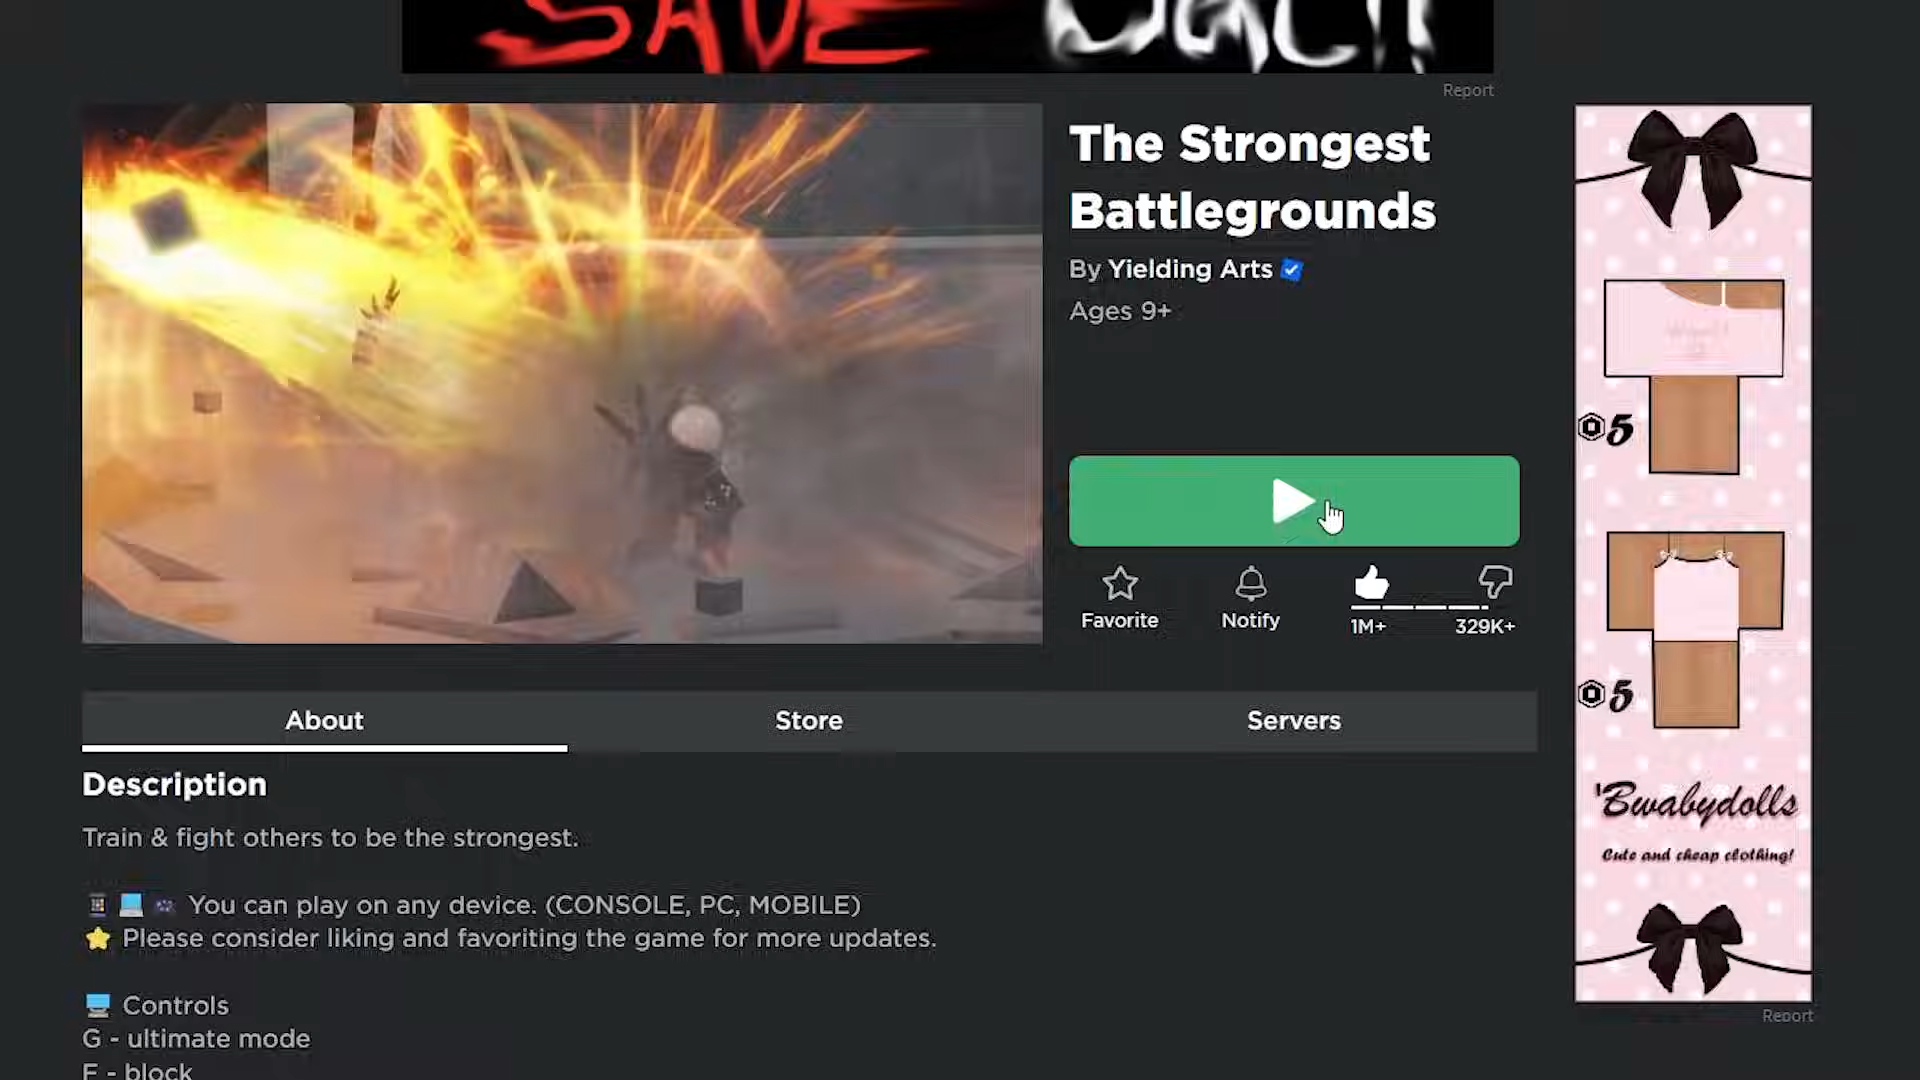 SAVE
Report
The Strongest
Battlegrounds
By Yielding Arts
Ages 9+
Favorite
Notify
1M+
329K+
5
5
'Bwabydolls
Cute and cheap clothing!
Report
About
Store
Servers
Description
Train & fight others to be the strongest.
You can play on any device. (CONSOLE, PC, MOBILE)
Please consider liking and favoriting the game for more updates.
Controls
G - ultimate mode
F - block